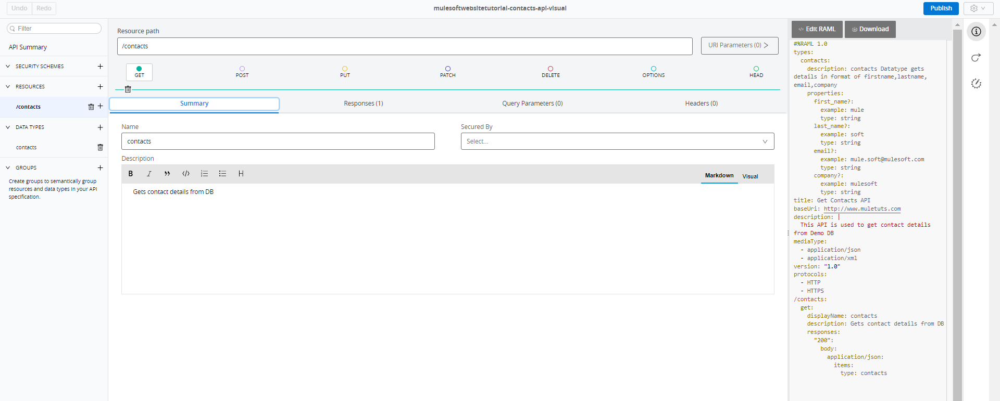 Undo Redo
mulesoftwebsitetutorial-contacts-api-visual
Publish
Filter
API Summary
SECURITY SCHEMES
RESOURCES
/contacts
DATA TYPES
contacts
GROUPS
Create groups to semantically group
resources and data types in your API
specification.
Resource path
/contacts
URI Parameters (0)
GET POST PUT PATCH DELETE OPTIONS HEAD
Summary Responses (1) Query Parameters (0) Headers (0)
Name
contacts
Secured By
Select...
Description
B I H
Markdown Visual
Gets contact details from DB
Edit RAML Download
#%RAML 1.0
types:
contacts:
description: contacts Datatype gets
details in format of firstname,lastname,
email,company
properties:
first_name?:
example: mule
type: string
last_name?:
example: soft
type: string
email?:
example: mule.soft@mulesoft.com
type: string
company?:
example: mulesoft
type: string
title: Get Contacts API
baseUri: http://www.muletuts.com
description: |
This API is used to get contact details
from Demo DB
mediaType:
- application/json
- application/xml
version: "1.0"
protocols:
- HTTP
- HTTPS
/contacts:
get:
displayName: contacts
description: Gets contact details from DB
responses:
"200":
body:
application/json:
items:
type: contacts